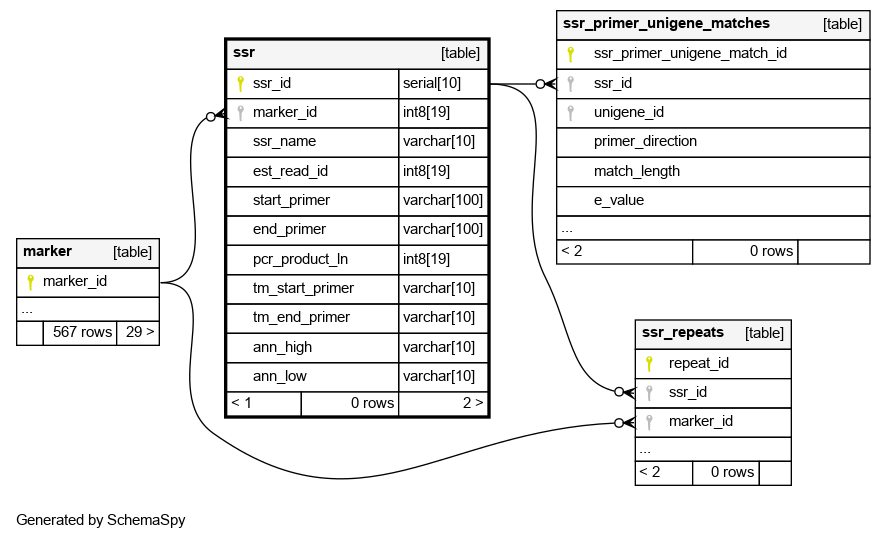 ssr [table]
ssr_id serial[10]
marker_id int8[19]
ssr_name varchar[10]
est_read_id int8[19]
start_primer varchar[100]
end_primer varchar[100]
pcr_product_ln int8[19]
tm_start_primer varchar[10]
tm_end_primer varchar[10]
ann_high varchar[10]
ann_low varchar[10]
< 1 0 rows 2 >
ssr_primer_unigene_matches [table]
ssr_primer_unigene_match_id
ssr_id
unigene_id
primer_direction
match_length
e_value
...
< 2 0 rows
marker [table]
marker_id
...
567 rows 29 >
ssr_repeats [table]
repeat_id
ssr_id
marker_id
...
< 2 0 rows
Generated by SchemaSpy